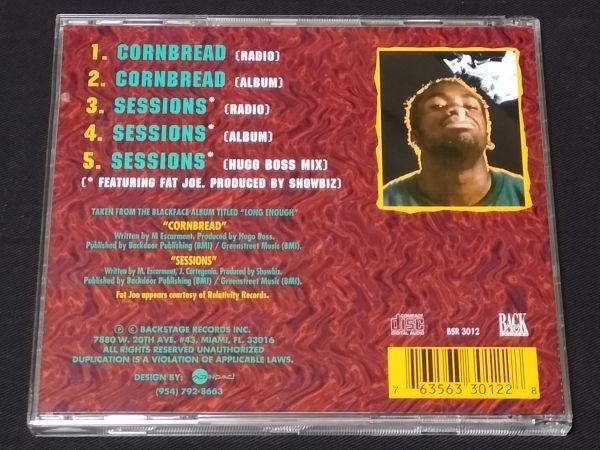 1. CORNBREAD (RADIO)
2. CORNBREAD (ALBUM)
3. SESSIONS* (RADIO)
4. SESSIONS* (ALBUM)
5. SESSIONS* (HUGO BOSS MIX)
(* FEATURING FAT JOE. PRODUCED BY SHOWBIZ)
TAKEN FROM THE BLACKFACE ALBUM TITLED "LONG ENOUGH"
"CORNBREAD"
Written by M Escarment. Produced by Hugo Boss.
Published by Backdoor Publishing (BMI) / Greenstreet Music (BMI).
"SESSIONS"
Written by M. Escarment, J. Cartegenia. Produced by Showbiz.
Published by Backdoor Publishing (BMI) / Greenstreet Music (BMI).
Fat Joe appears courtesy of Relativity Records.
℗ © BACKSTAGE RECORDS INC.
7880 W. 20TH AVE. #43, MIAMI, FL. 33016
ALL RIGHTS RESERVED UNAUTHORIZED
DUPLICATION IS A VIOLATION OF APPLICABLE LAWS.
DESIGN BY:
(954) 792-8663
COMPACT
disc
DIGITAL AUDIO
BSR 3012
BACK
7 63563 30122 8